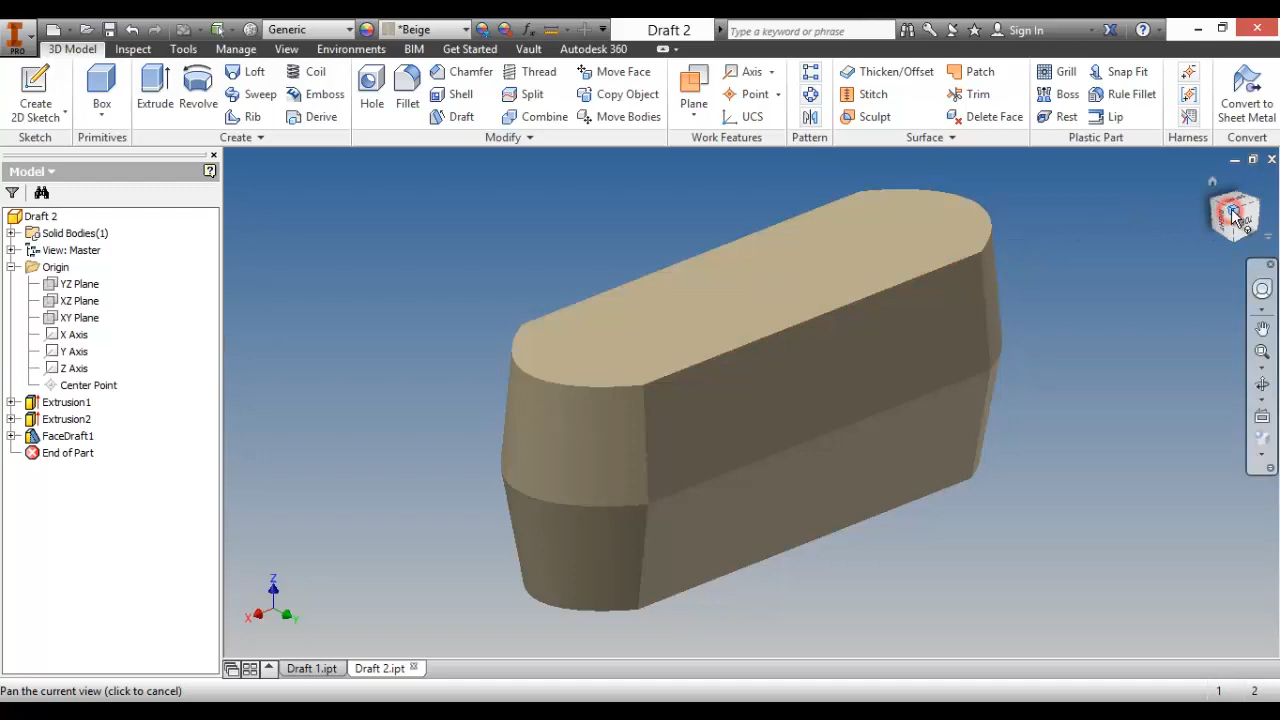 PRO
Generic
*Beige
Draft 2
Type a keyword or phrase
Sign In
3D Model Inspect Tools Manage View Environments BIM Get Started Vault Autodesk 360
Create 2D Sketch
Box
Extrude
Revolve
Loft
Sweep
Rib
Coil
Emboss
Derive
Hole
Fillet
Chamfer
Shell
Draft
Thread
Split
Combine
Move Face
Copy Object
Move Bodies
Plane
Axis
Point
UCS
Thicken/Offset
Stitch
Sculpt
Patch
Trim
Delete Face
Grill
Boss
Rest
Snap Fit
Rule Fillet
Lip
Convert to Sheet Metal
Sketch Primitives Create Modify Work Features Pattern Surface Plastic Part Harness Convert
Model
Draft 2
Solid Bodies(1)
View: Master
Origin
YZ Plane
XZ Plane
XY Plane
X Axis
Y Axis
Z Axis
Center Point
Extrusion1
Extrusion2
FaceDraft1
End of Part
Z
X
Y
Draft 1.ipt
Draft 2.ipt
Pan the current view (click to cancel)
1 2